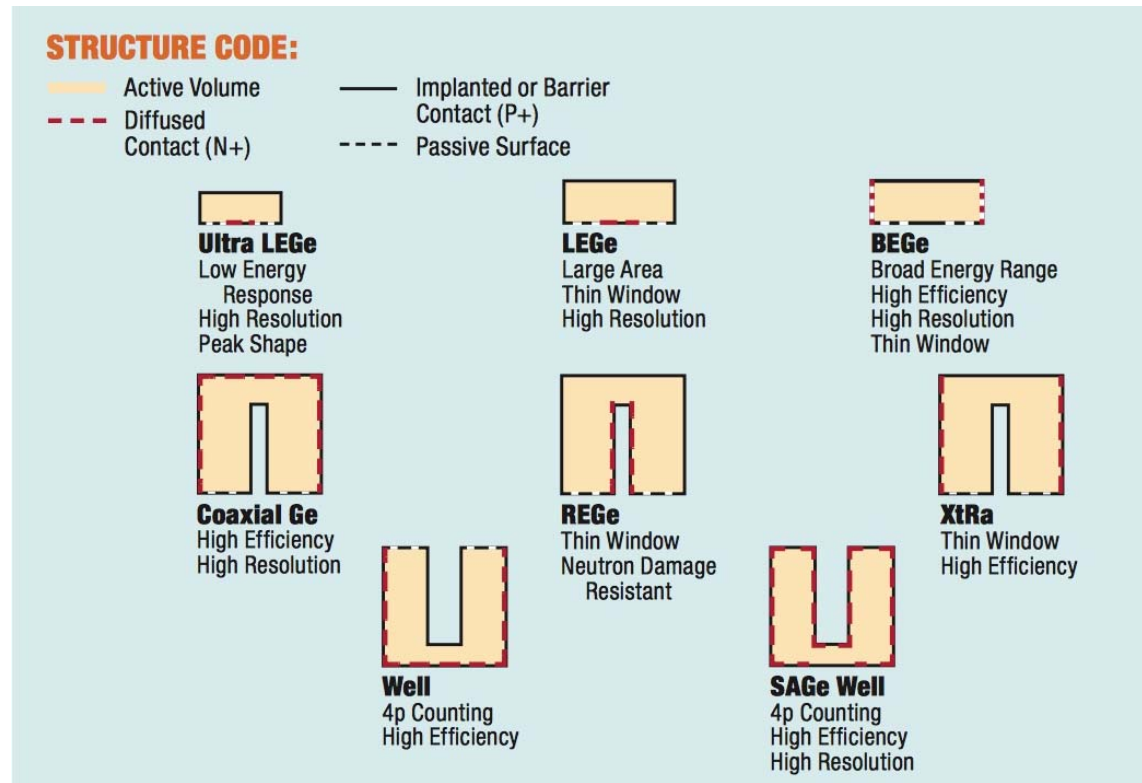 STRUCTURE CODE:
Active Volume
Diffused
Contact (N+)
Implanted or Barrier
Contact (P+)
Passive Surface
Ultra LEGe
Low Energy
Response
High Resolution
Peak Shape
LEGe
Large Area
Thin Window
High Resolution
BEGe
Broad Energy Range
High Efficiency
High Resolution
Thin Window
Coaxial Ge
High Efficiency
High Resolution
REGe
Thin Window
Neutron Damage
Resistant
XtRa
Thin Window
High Efficiency
Well
4p Counting
High Efficiency
SAGe Well
4p Counting
High Efficiency
High Resolution